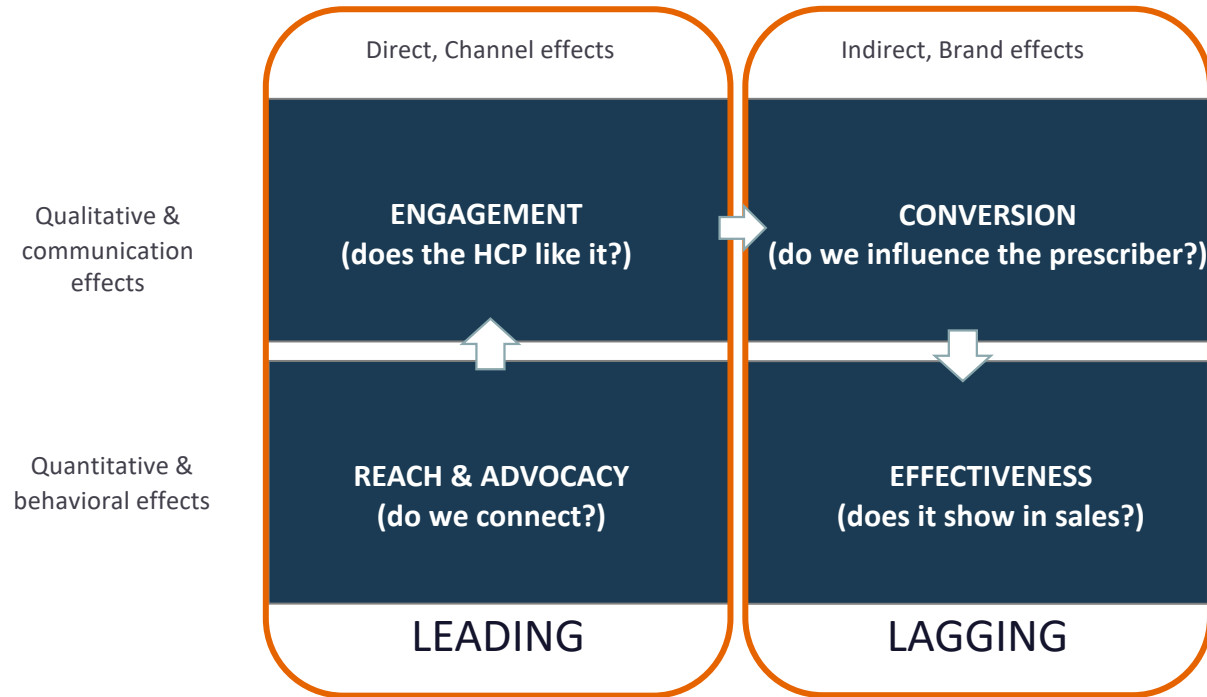 Direct, Channel effects
Indirect, Brand effects
Qualitative &
communication
effects
ENGAGEMENT
(does the HCP like it?)
CONVERSION
(do we influence the prescriber?)
Quantitative &
behavioral effects
REACH & ADVOCACY
(do we connect?)
EFFECTIVENESS
(does it show in sales?)
LEADING
LAGGING